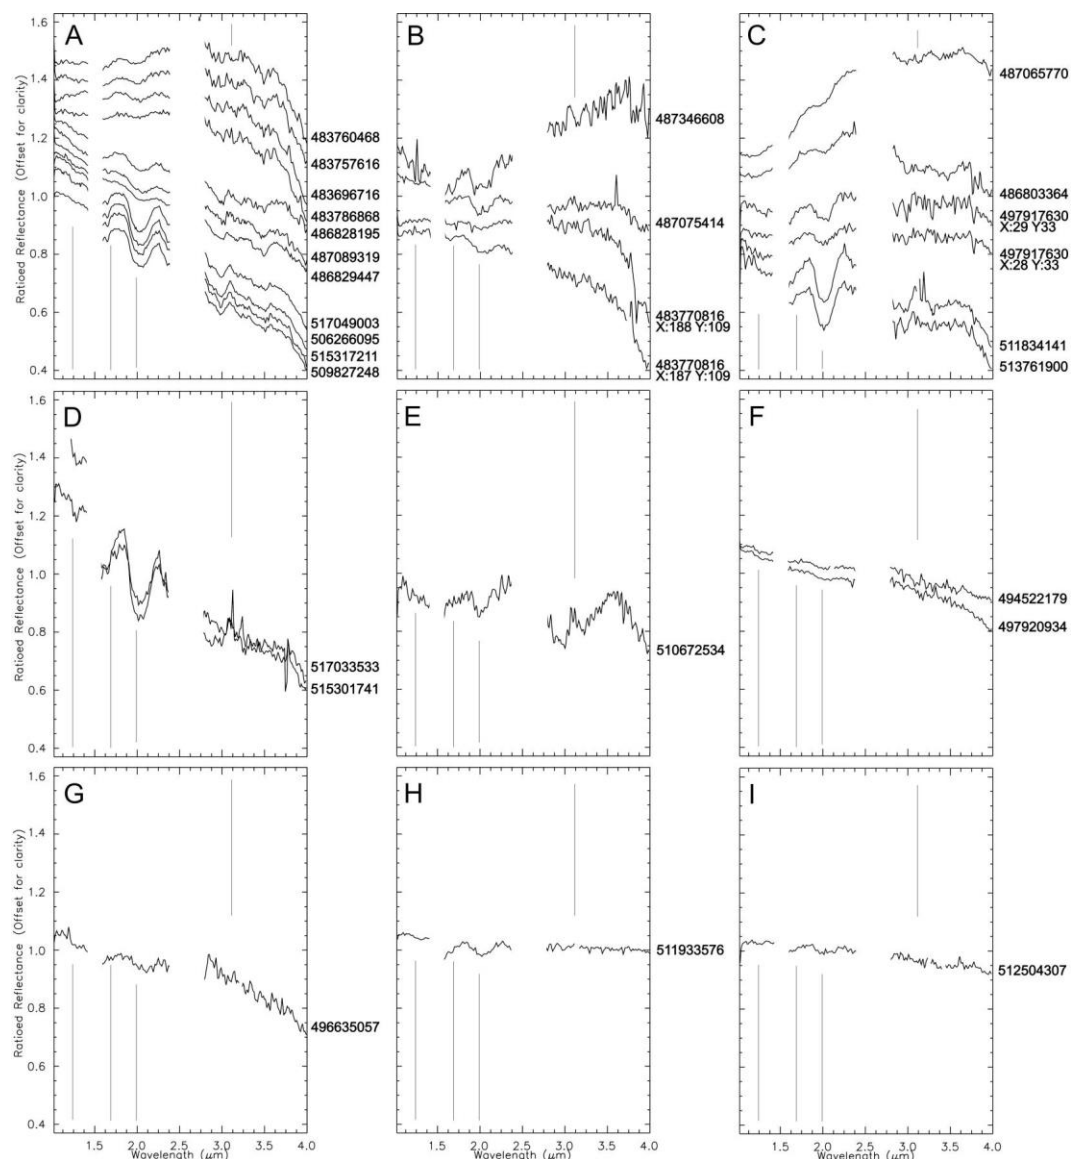 A
B
C
1.6
1.4
1.2
1.0
0.8
0.6
0.4
Ratioed Reflectance (Offset for clarity)
483760468
483757616
483696716
483786868
486828195
487089319
486829447
517049003
506266095
515317211
509827248
487346608
487075414
483770816
X:188 Y:109
483770816
X:187 Y:109
487065770
486803364
497917630
X:29 Y33
497917630
X:28 Y:33
511834141
513761900
D
E
F
1.6
1.4
1.2
1.0
0.8
0.6
0.4
Ratioed Reflectance (Offset for clarity)
517033533
515301741
510672534
494522179
497920934
G
H
I
1.6
1.4
1.2
1.0
0.8
0.6
0.4
Ratioed Reflectance (Offset for clarity)
496635057
511933576
512504307
1.5 2.0 2.5 3.0 3.5 4.0
Wavelength (μm)
1.5 2.0 2.5 3.0 3.5 4.0
Wavelength (μm)
1.5 2.0 2.5 3.0 3.5 4.0
Wavelength (μm)